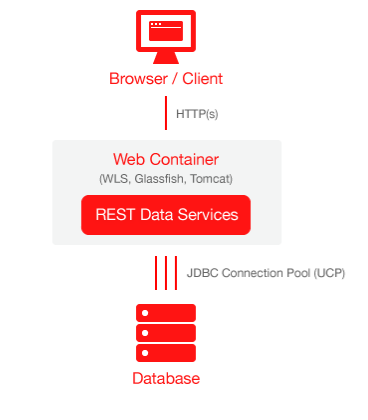 Browser / Client
HTTP(s)
Web Container
(WLS, Glassfish, Tomcat)
REST Data Services
JDBC Connection Pool (UCP)
Database